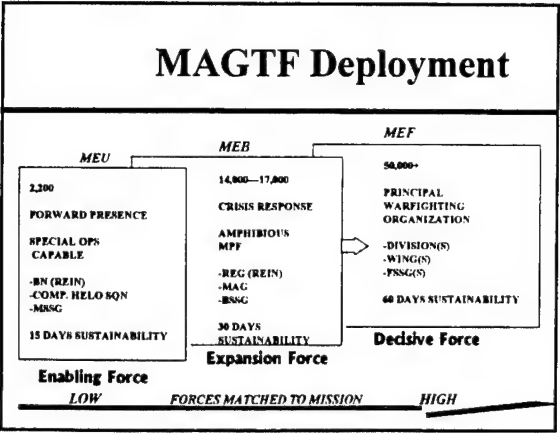 MAGTF Deployment
MEU
2,200
FORWARD PRESENCE
SPECIAL OPS
CAPABLE
-BN (REIN)
-COMP. HELO SQN
-MSSG
15 DAYS SUSTAINABILITY
Enabling Force
MEB
14,000—17,000
CRISIS RESPONSE
AMPHIBIOUS
MPF
-REG (REIN)
-MAG
-BSSG
30 DAYS
SUSTAINABILITY
Expansion Force
MEF
50,000+
PRINCIPAL
WARFIGHTING
ORGANIZATION
-DIVISION(S)
-WING(S)
-FSSG(S)
60 DAYS SUSTAINABILITY
Decisive Force
LOW FORCES MATCHED TO MISSION HIGH